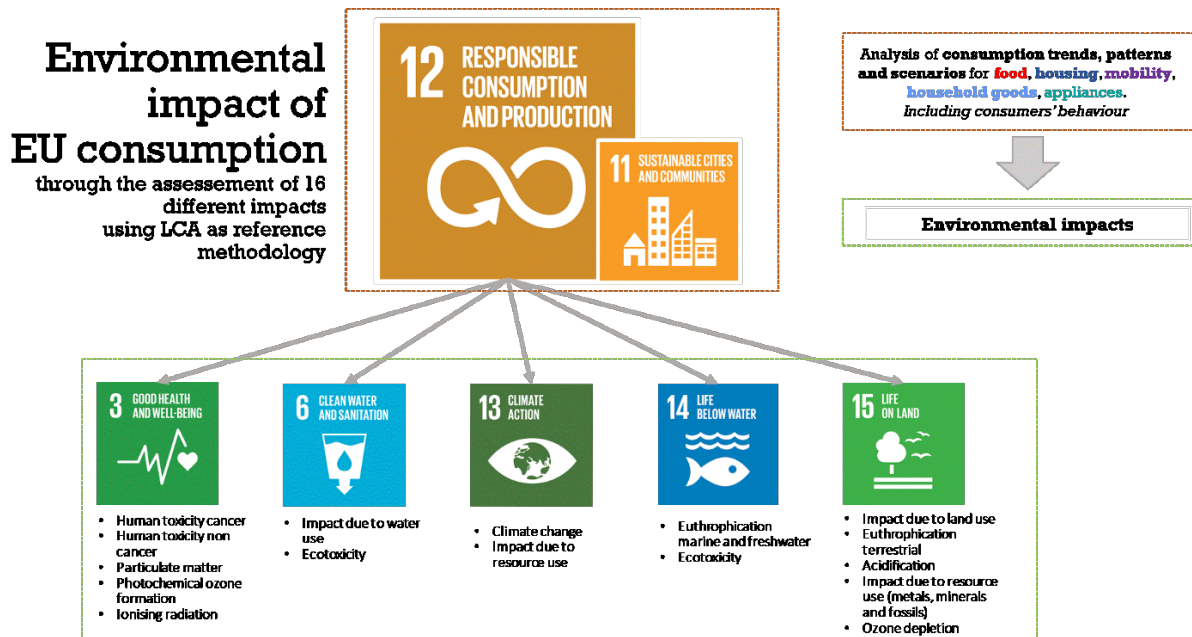 Environmental
impact of
EU consumption
through the assessement of 16
different impacts
using LCA as reference
methodology
12 RESPONSIBLE
CONSUMPTION
AND PRODUCTION
11 SUSTAINABLE CITIES
AND COMMUNITIES
Analysis of consumption trends, patterns
and scenarios for food, housing, mobility,
household goods, appliances.
Including consumers' behaviour
Environmental impacts
3 GOOD HEALTH
AND WELL-BEING
• Human toxicity cancer
• Human toxicity non
cancer
• Particulate matter
• Photochemical ozone
formation
• Ionising radiation
6 CLEAN WATER
AND SANITATION
• Impact due to water
use
• Ecotoxicity
13 CLIMATE
ACTION
• Climate change
• Impact due to
resource use
14 LIFE
BELOW WATER
• Euthrophication
marine and freshwater
• Ecotoxicity
15 LIFE
ON LAND
• Impact due to land use
• Euthrophication
terrestrial
• Acidification
• Impact due to resource
use (metals, minerals
and fossils)
• Ozone depletion